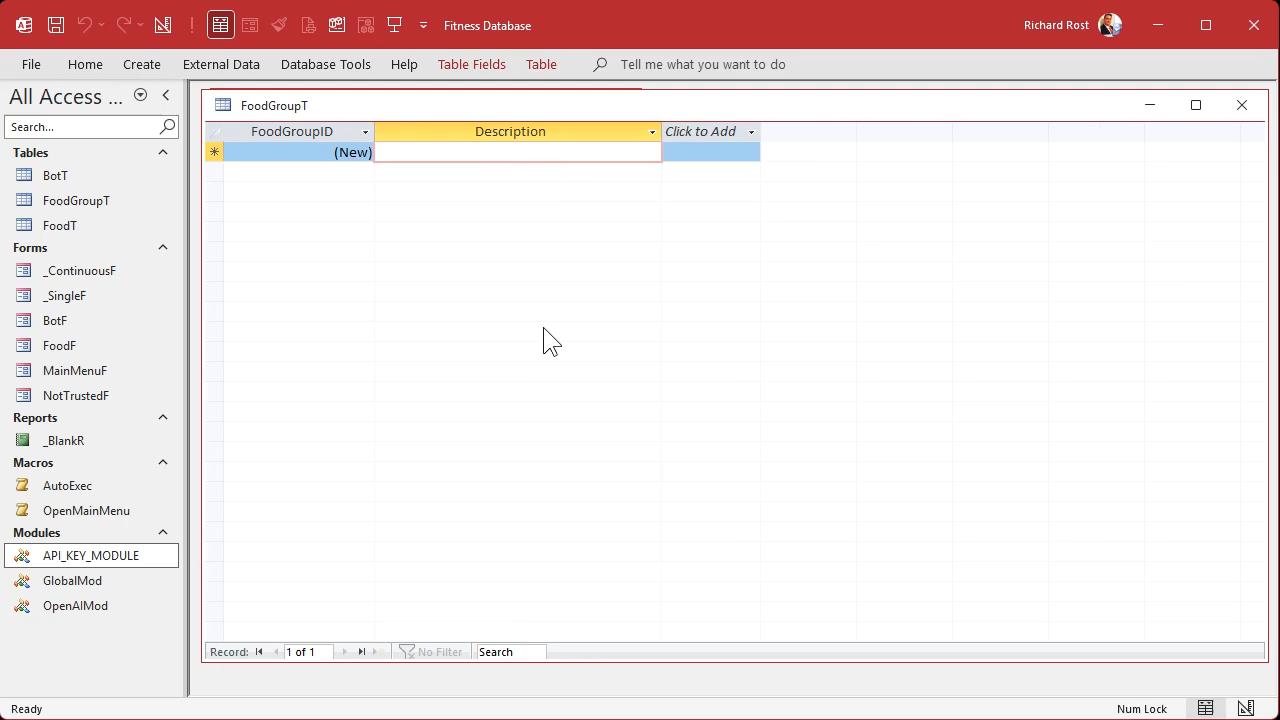 Fitness Database
Richard Rost
File Home Create External Data Database Tools Help Table Fields Table Tell me what you want to do
All Access ...
Search...
Tables
BotT
FoodGroupT
FoodT
Forms
_ContinuousF
_SingleF
BotF
FoodF
MainMenuF
NotTrustedF
Reports
_BlankR
Macros
AutoExec
OpenMainMenu
Modules
API_KEY_MODULE
GlobalMod
OpenAIMod
FoodGroupT
FoodGroupID Description Click to Add
(New)
Record: 1 of 1 No Filter Search
Ready Num Lock